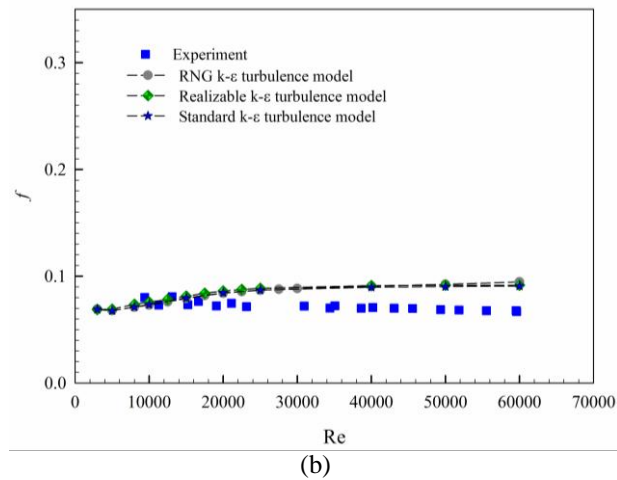 0.3
Experiment
RNG k-ε turbulence model
Realizable k-ε turbulence model
Standard k-ε turbulence model
0.2
f
0.1
0.0
0 10000 20000 30000 40000 50000 60000 70000
Re
(b)